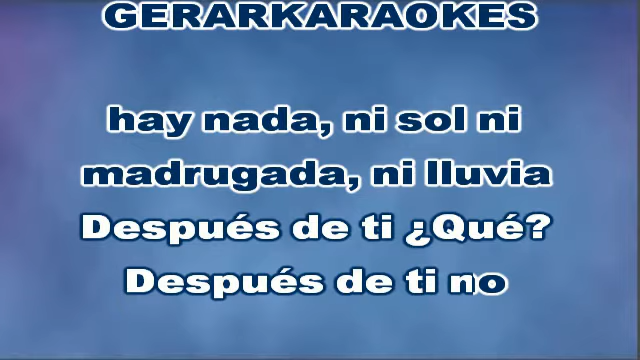 GERARKARAOKES
hay nada, ni sol ni
madrugada, ni lluvia
Después de ti ¿Qué?
Después de ti no